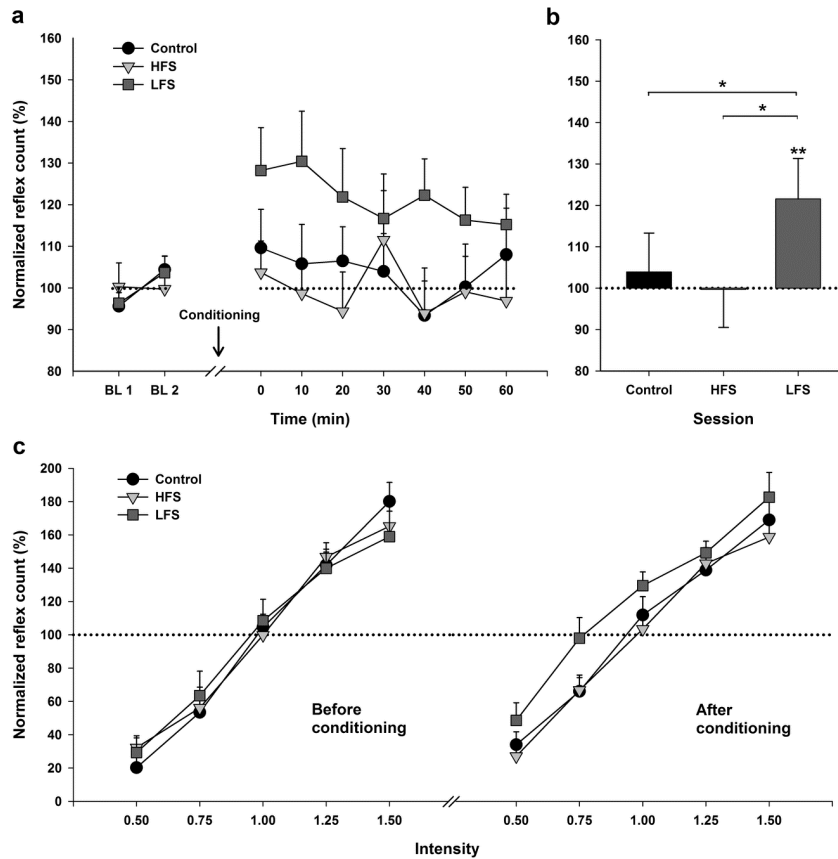 a
Control
HFS
LFS
Normalized reflex count (%)
160
150
140
130
120
110
100
90
80
Conditioning
BL 1 BL 2 0 10 20 30 40 50 60
Time (min)
b
160
150
140
130
120
110
100
90
80
*
*
**
Control HFS LFS
Session
c
Control
HFS
LFS
Normalized reflex count (%)
200
180
160
140
120
100
80
60
40
20
0
Before
conditioning
After
conditioning
0.50 0.75 1.00 1.25 1.50 0.50 0.75 1.00 1.25 1.50
Intensity